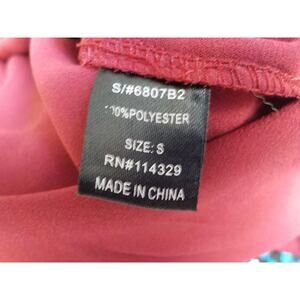 S/#6807B2
100%POLYESTER
SIZE: S
RN#114329
MADE IN CHINA